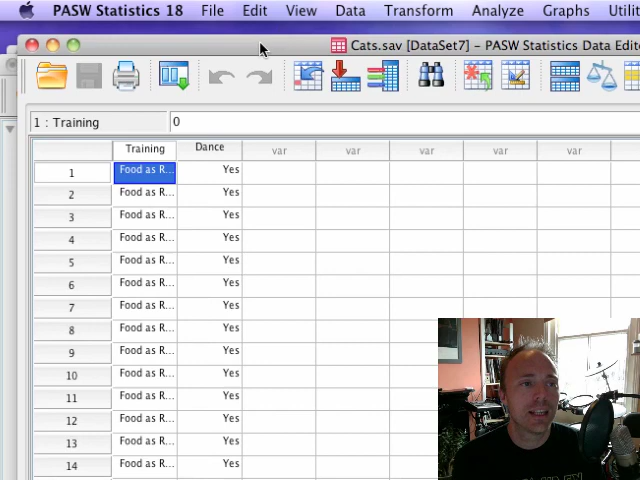 PASW Statistics 18 File Edit View Data Transform Analyze Graphs Utili
Cats.sav [DataSet7] – PASW Statistics Data Edit
1 : Training 0
Training Dance var var var var var
1 Food as R... Yes
2 Food as R... Yes
3 Food as R... Yes
4 Food as R... Yes
5 Food as R... Yes
6 Food as R... Yes
7 Food as R... Yes
8 Food as R... Yes
9 Food as R... Yes
10 Food as R... Yes
11 Food as R... Yes
12 Food as R... Yes
13 Food as R... Yes
14 Food as R... Yes